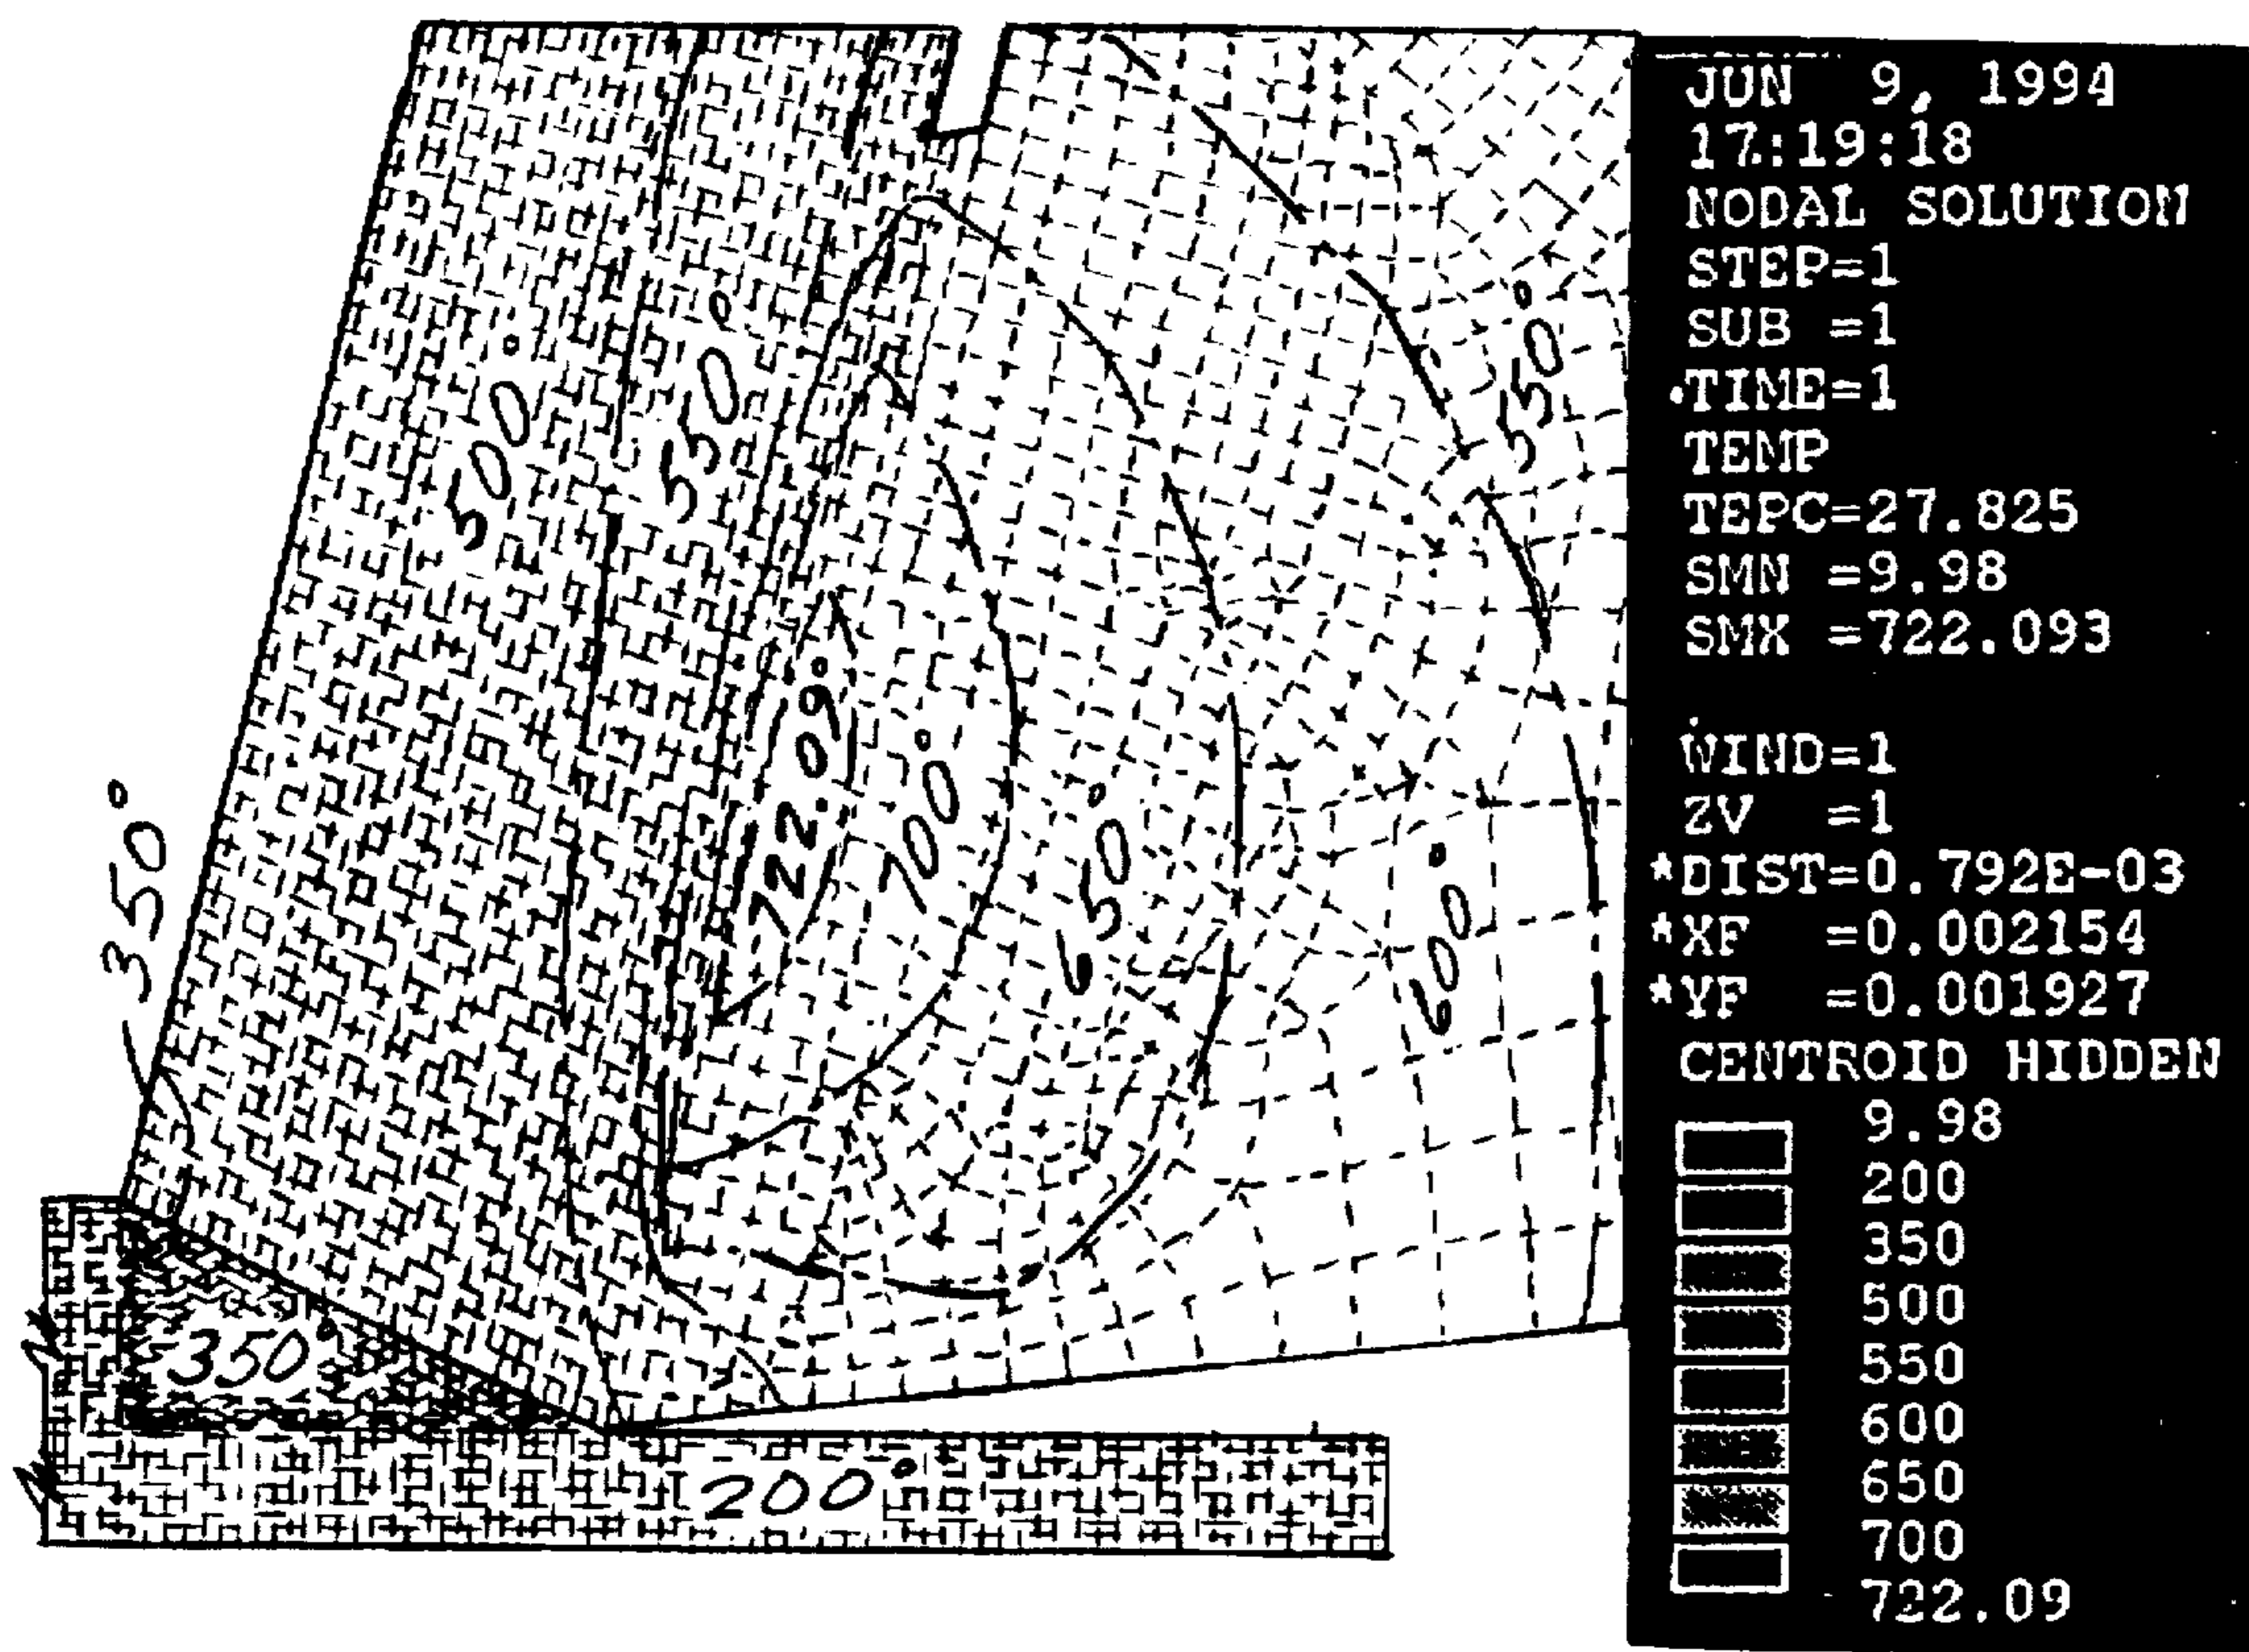 500°
550°
550°
722.09°
700°
650°
600°
350°
350°
200°
JUN 9, 1994
17:19:18
NODAL SOLUTION
STEP=1
SUB =1
TIME=1
TEMP
TEPC=27.825
SMN =9.98
SMX =722.093
WIND=1
ZV =1
*DIST=0.792E-03
*XF =0.002154
*YF =0.001927
CENTROID HIDDEN
9.98
200
350
500
550
600
650
700
722.09